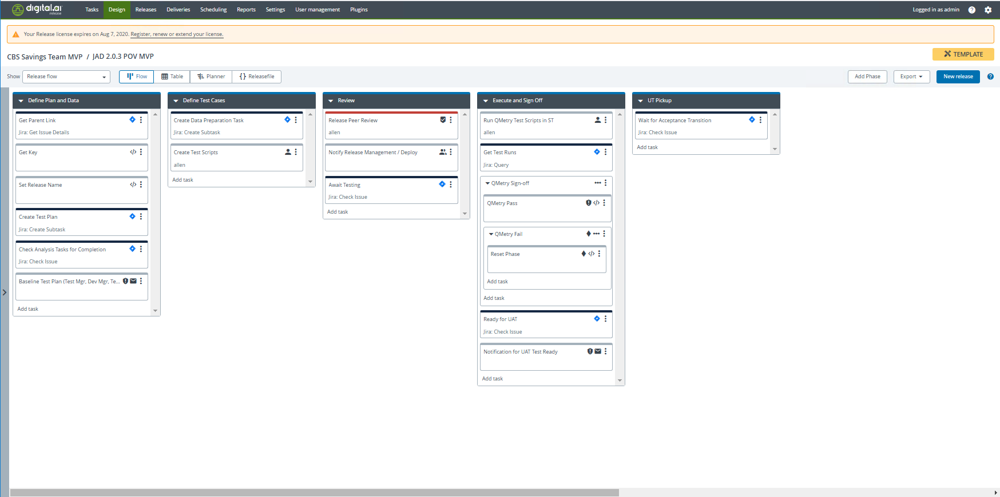 digital.ai
release
Tasks Design Releases Deliveries Scheduling Reports Settings User management Plugins Logged in as admin
Your Release license expires on Aug 7, 2020. Register, renew or extend your license.
CBS Savings Team MVP / JAD 2.0.3 POV MVP
TEMPLATE
Show Release flow Flow Table Planner {} Releasefile Add Phase Export New release
Define Plan and Data
Get Parent Link
Jira: Get Issue Details
Get Key
</>
Set Release Name
</>
Create Test Plan
Jira: Create Subtask
Check Analysis Tasks for Completion
Jira: Check Issue
Baseline Test Plan (Test Mgr, Dev Mgr, Te...
Add task
Define Test Cases
Create Data Preparation Task
Jira: Create Subtask
Create Test Scripts
allen
Add task
Review
Release Peer Review
allen
Notify Release Management / Deploy
Await Testing
Jira: Check Issue
Add task
Execute and Sign Off
Run QMetry Test Scripts in ST
allen
Get Test Runs
Jira: Query
QMetry Sign-off
QMetry Pass
</>
QMetry Fail
Reset Phase
</>
Add task
Add task
Ready for UAT
Jira: Check Issue
Notification for UAT Test Ready
Add task
UT Pickup
Wait for Acceptance Transition
Jira: Check Issue
Add task